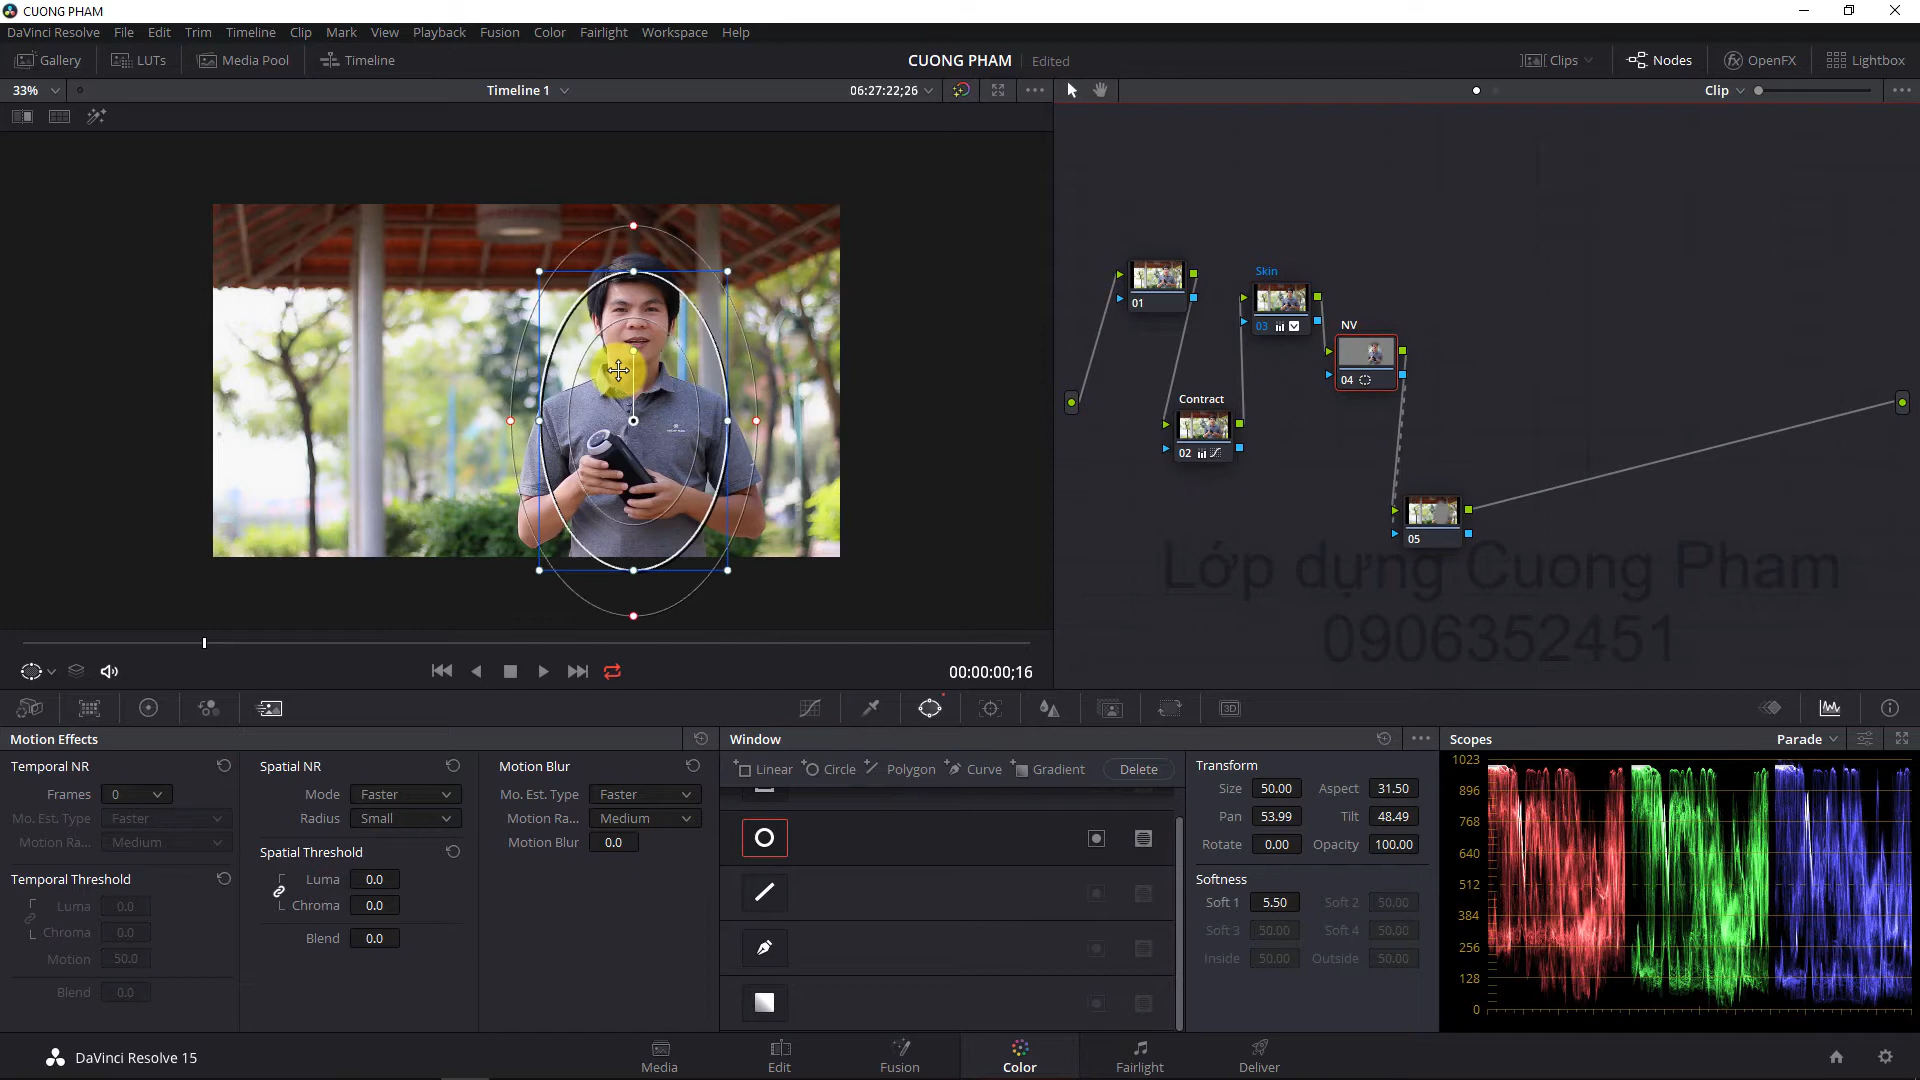 CUONG PHAM
DaVinci Resolve File Edit Trim Timeline Clip Mark View Playback Fusion Color Fairlight Workspace Help
Gallery LUTs Media Pool Timeline CUONG PHAM Edited Clips Nodes OpenFX Lightbox
33% Timeline 1 06:27:22;26 Clip
01
Skin
03
NV
04
Contract
02
05
Lớp dựng Cuong Pham
0906352451
00:00:00;16
3D
Motion Effects
Temporal NR
Frames 0
Mo. Est. Type Faster
Motion Ra... Medium
Temporal Threshold
Luma 0.0
Chroma 0.0
Motion 50.0
Blend 0.0
Spatial NR
Mode Faster
Radius Small
Spatial Threshold
Luma 0.0
Chroma 0.0
Blend 0.0
Motion Blur
Mo. Est. Type Faster
Motion Ra... Medium
Motion Blur 0.0
Window
Linear Circle Polygon Curve Gradient Delete
Transform
Size 50.00 Aspect 31.50
Pan 53.99 Tilt 48.49
Rotate 0.00 Opacity 100.00
Softness
Soft 1 5.50 Soft 2 50.00
Soft 3 50.00 Soft 4 50.00
Inside 50.00 Outside 50.00
Scopes Parade
1023
896
768
640
512
384
256
128
0
DaVinci Resolve 15
Media Edit Fusion Color Fairlight Deliver